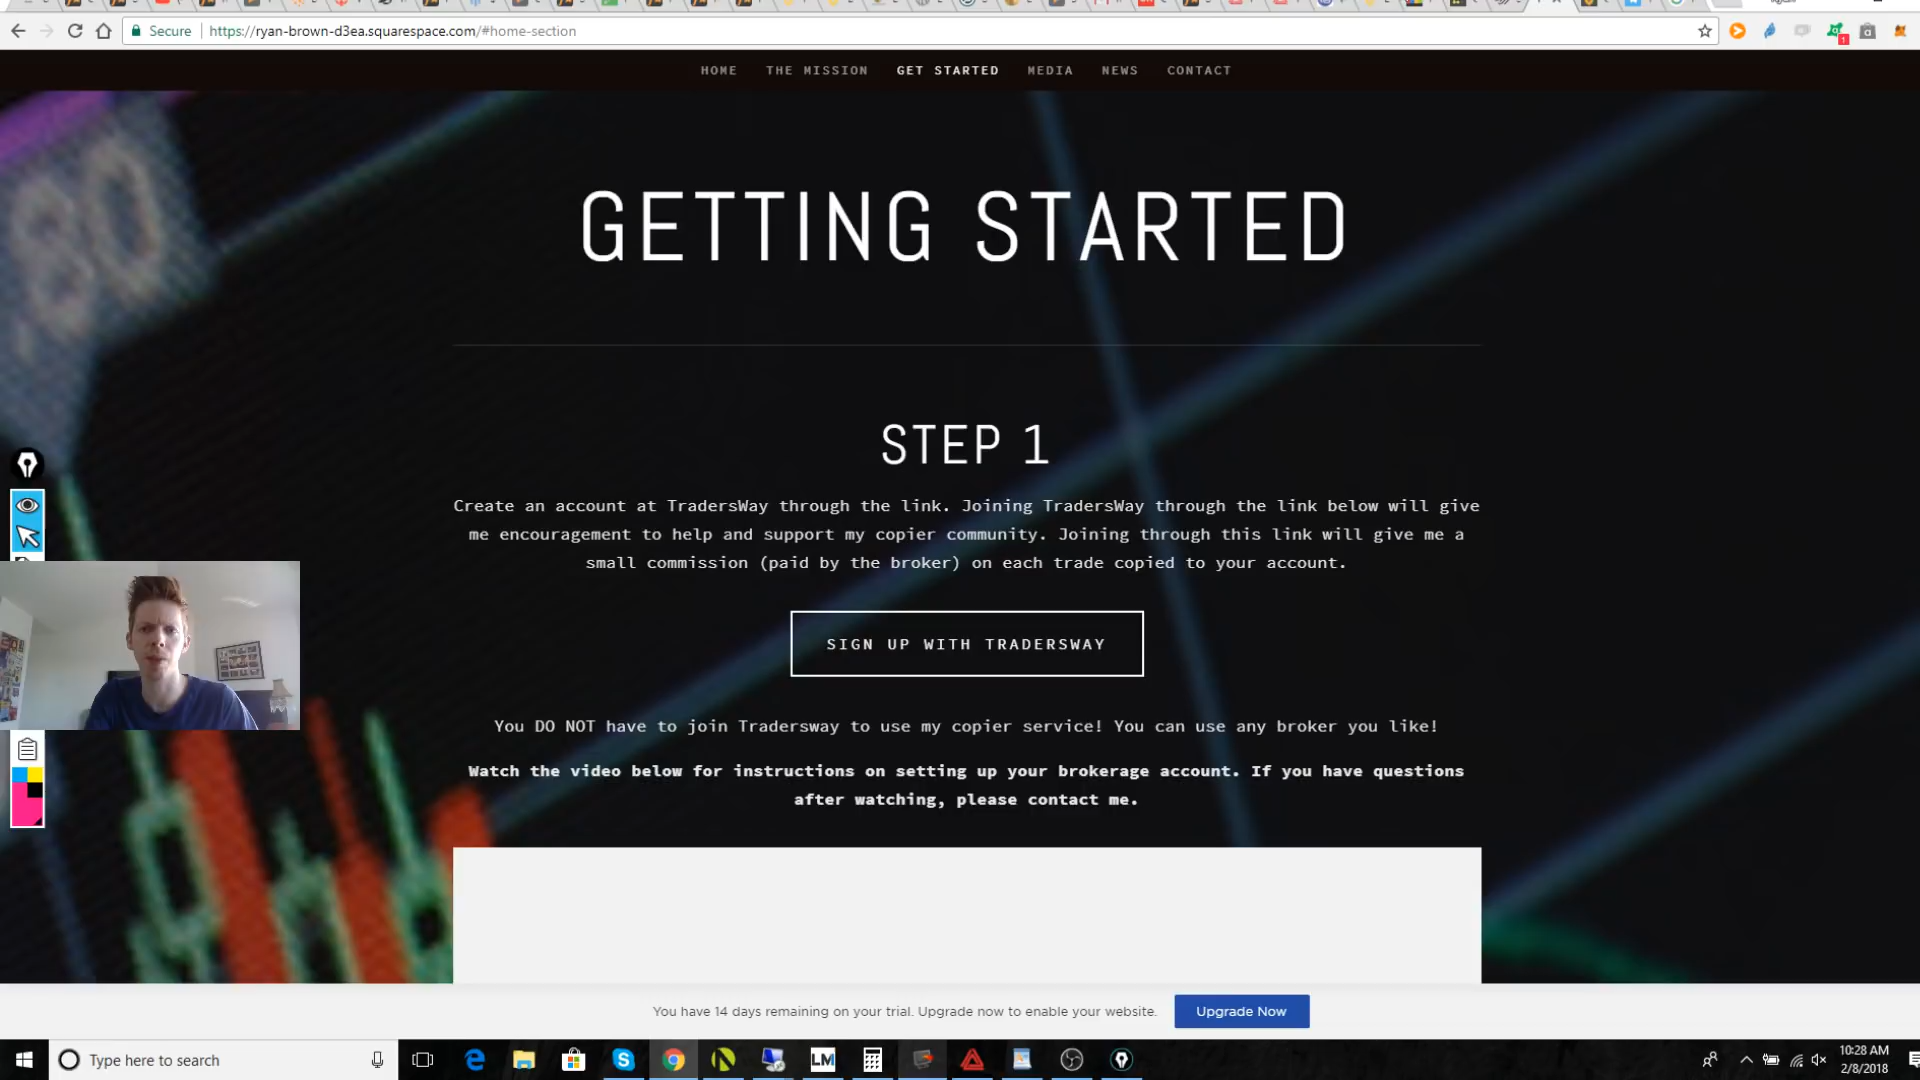 Secure
https://ryan-brown-d3ea.squarespace.com/#home-section
1
HOME THE MISSION GET STARTED MEDIA NEWS CONTACT
80
GETTING STARTED
STEP 1
Create an account at TradersWay through the link. Joining TradersWay through the link below will give
me encouragement to help and support my copier community. Joining through this link will give me a
small commission (paid by the broker) on each trade copied to your account.
SIGN UP WITH TRADERSWAY
You DO NOT have to join Tradersway to use my copier service! You can use any broker you like!
Watch the video below for instructions on setting up your brokerage account. If you have questions
after watching, please contact me.
You have 14 days remaining on your trial. Upgrade now to enable your website.
Upgrade Now
Type here to search
LM
10:28 AM
2/8/2018